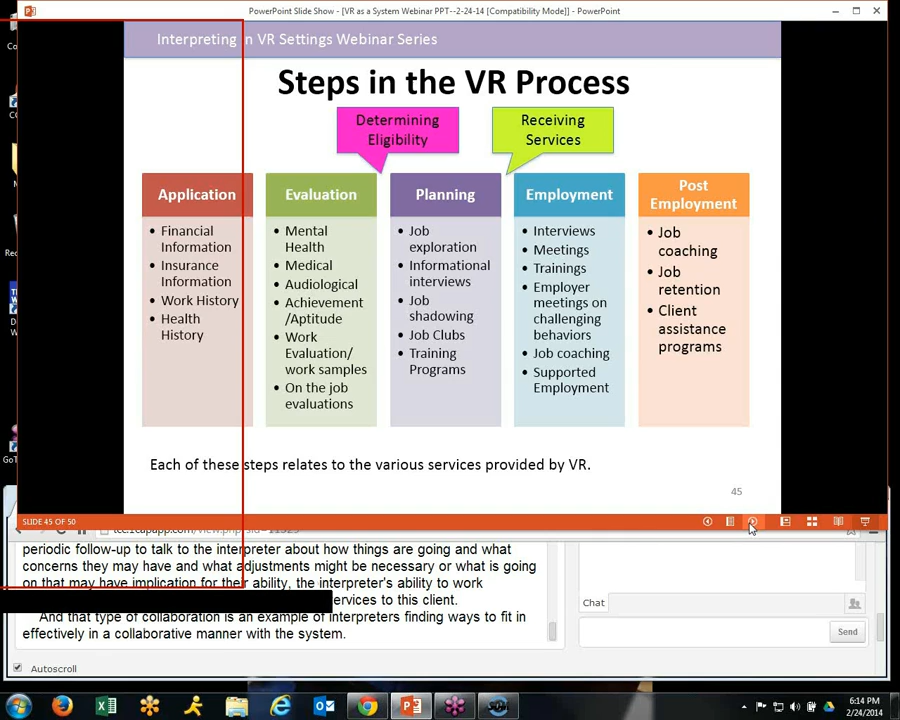 PowerPoint Slide Show - [VR as a System Webinar PPT--2-24-14 [Compatibility Mode]] - PowerPoint
Interpreting in VR Settings Webinar Series
Steps in the VR Process
Determining
Eligibility
Receiving
Services
Application
• Financial
Information
• Insurance
Information
• Work History
• Health
History
Evaluation
• Mental
Health
• Medical
• Audiological
• Achievement
/Aptitude
• Work
Evaluation/
work samples
• On the job
evaluations
Planning
• Job
exploration
• Informational
interviews
• Job
shadowing
• Job Clubs
• Training
Programs
Employment
• Interviews
• Meetings
• Trainings
• Employer
meetings on
challenging
behaviors
• Job coaching
• Supported
Employment
Post
Employment
• Job
coaching
• Job
retention
• Client
assistance
programs
Each of these steps relates to the various services provided by VR.
45
SLIDE 45 OF 50
periodic follow-up to talk to the interpreter about how things are going and what
concerns they may have and what adjustments might be necessary or what is going
on that may have implication for their ability, the interpreter's ability to work
ervices to this client.
And that type of collaboration is an example of interpreters finding ways to fit in
effectively in a collaborative manner with the system.
Autoscroll
Chat
Send
6:14 PM
2/24/2014